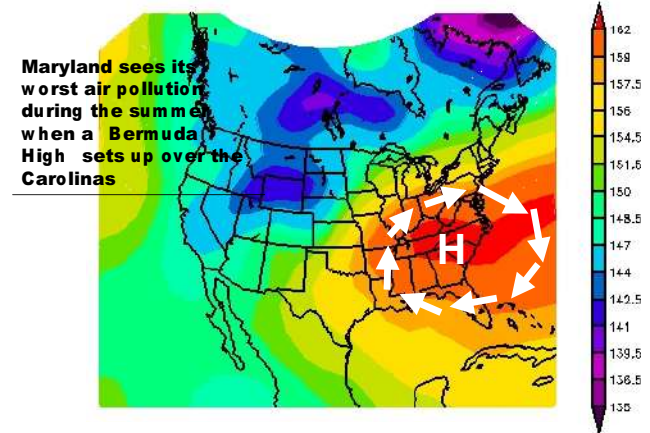 Maryland sees its
worst air pollution
during the summe
when a Bermuda
High sets up over the
Carolinas
H
162
159
157.5
156
154.5
151.5
150
148.5
147
144
142.5
141
139.5
136.5
135